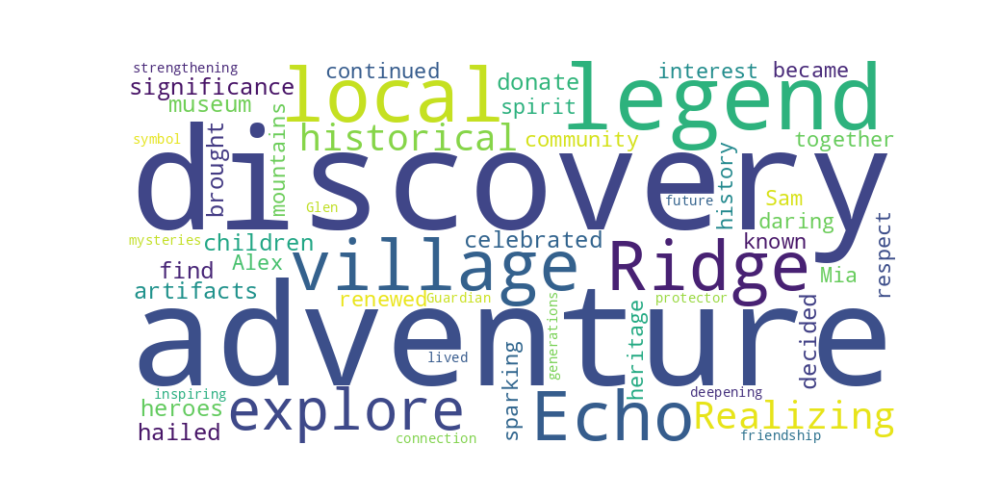 strengthening
significance
museum
mountains
local
continued
donate
spirit
legend
interest
became
historical
community
together
symbol
brought
discovery
Glen
future
history
Sam
daring
respect
mysteries
children
Alex
find
artifacts
village
celebrated
Ridge
known
Mia
renewed
Guardian
protector
adventure
lived
generations
heritage
decided
inspiring
heroes
hailed
explore
connection
sparking
Echo
deepening
Realizing
friendship